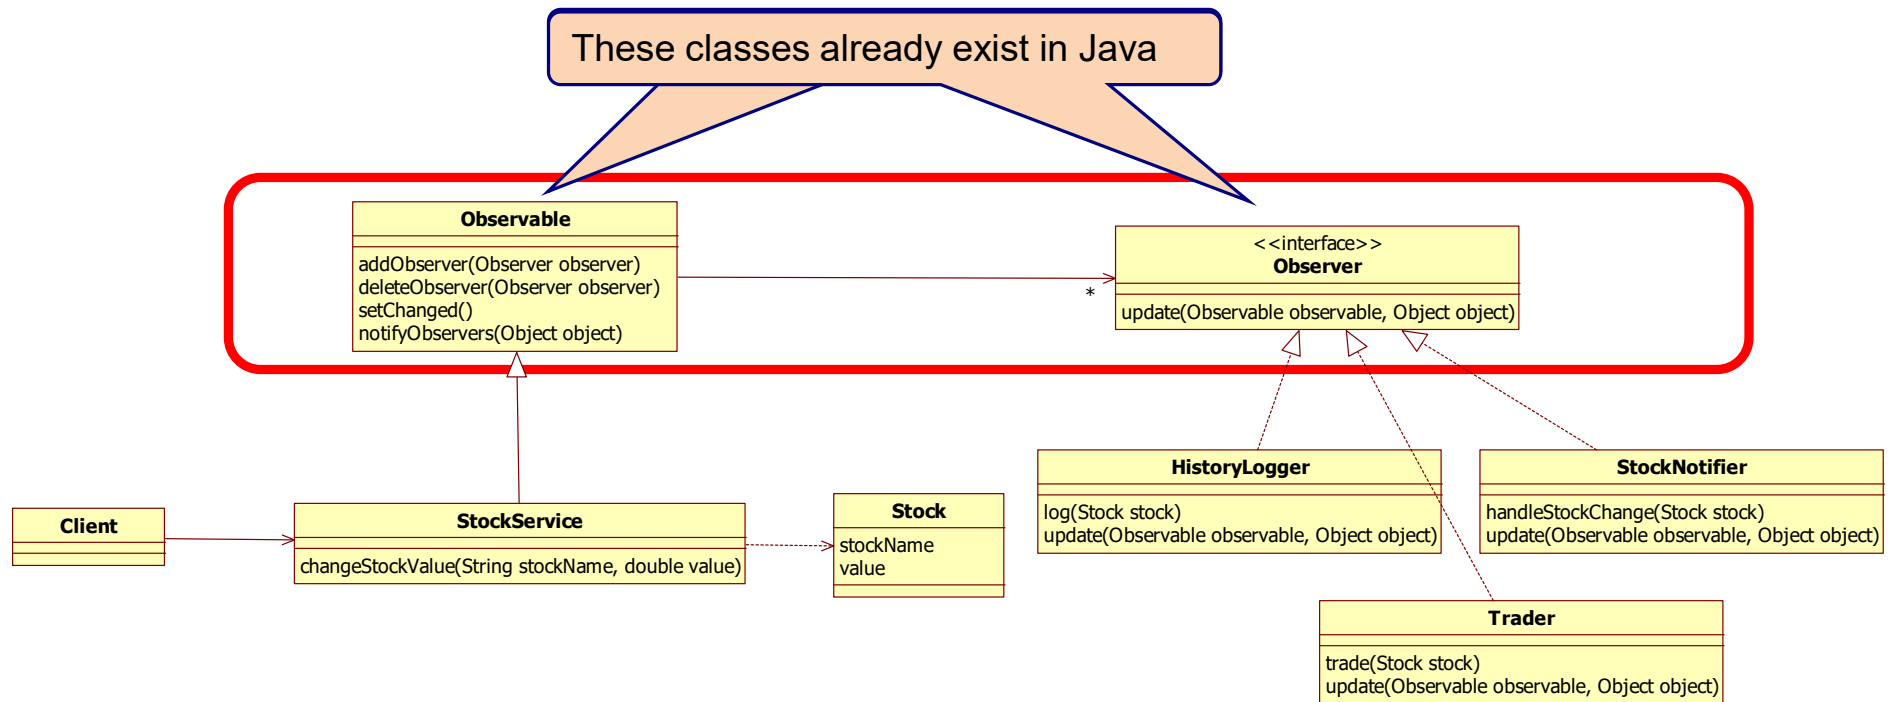 These classes already exist in Java
Observable
addObserver(Observer observer)
deleteObserver(Observer observer)
setChanged()
notifyObservers(Object object)
*
<<interface>>
Observer
update(Observable observable, Object object)
Client
StockService
changeStockValue(String stockName, double value)
Stock
stockName
value
HistoryLogger
log(Stock stock)
update(Observable observable, Object object)
StockNotifier
handleStockChange(Stock stock)
update(Observable observable, Object object)
Trader
trade(Stock stock)
update(Observable observable, Object object)